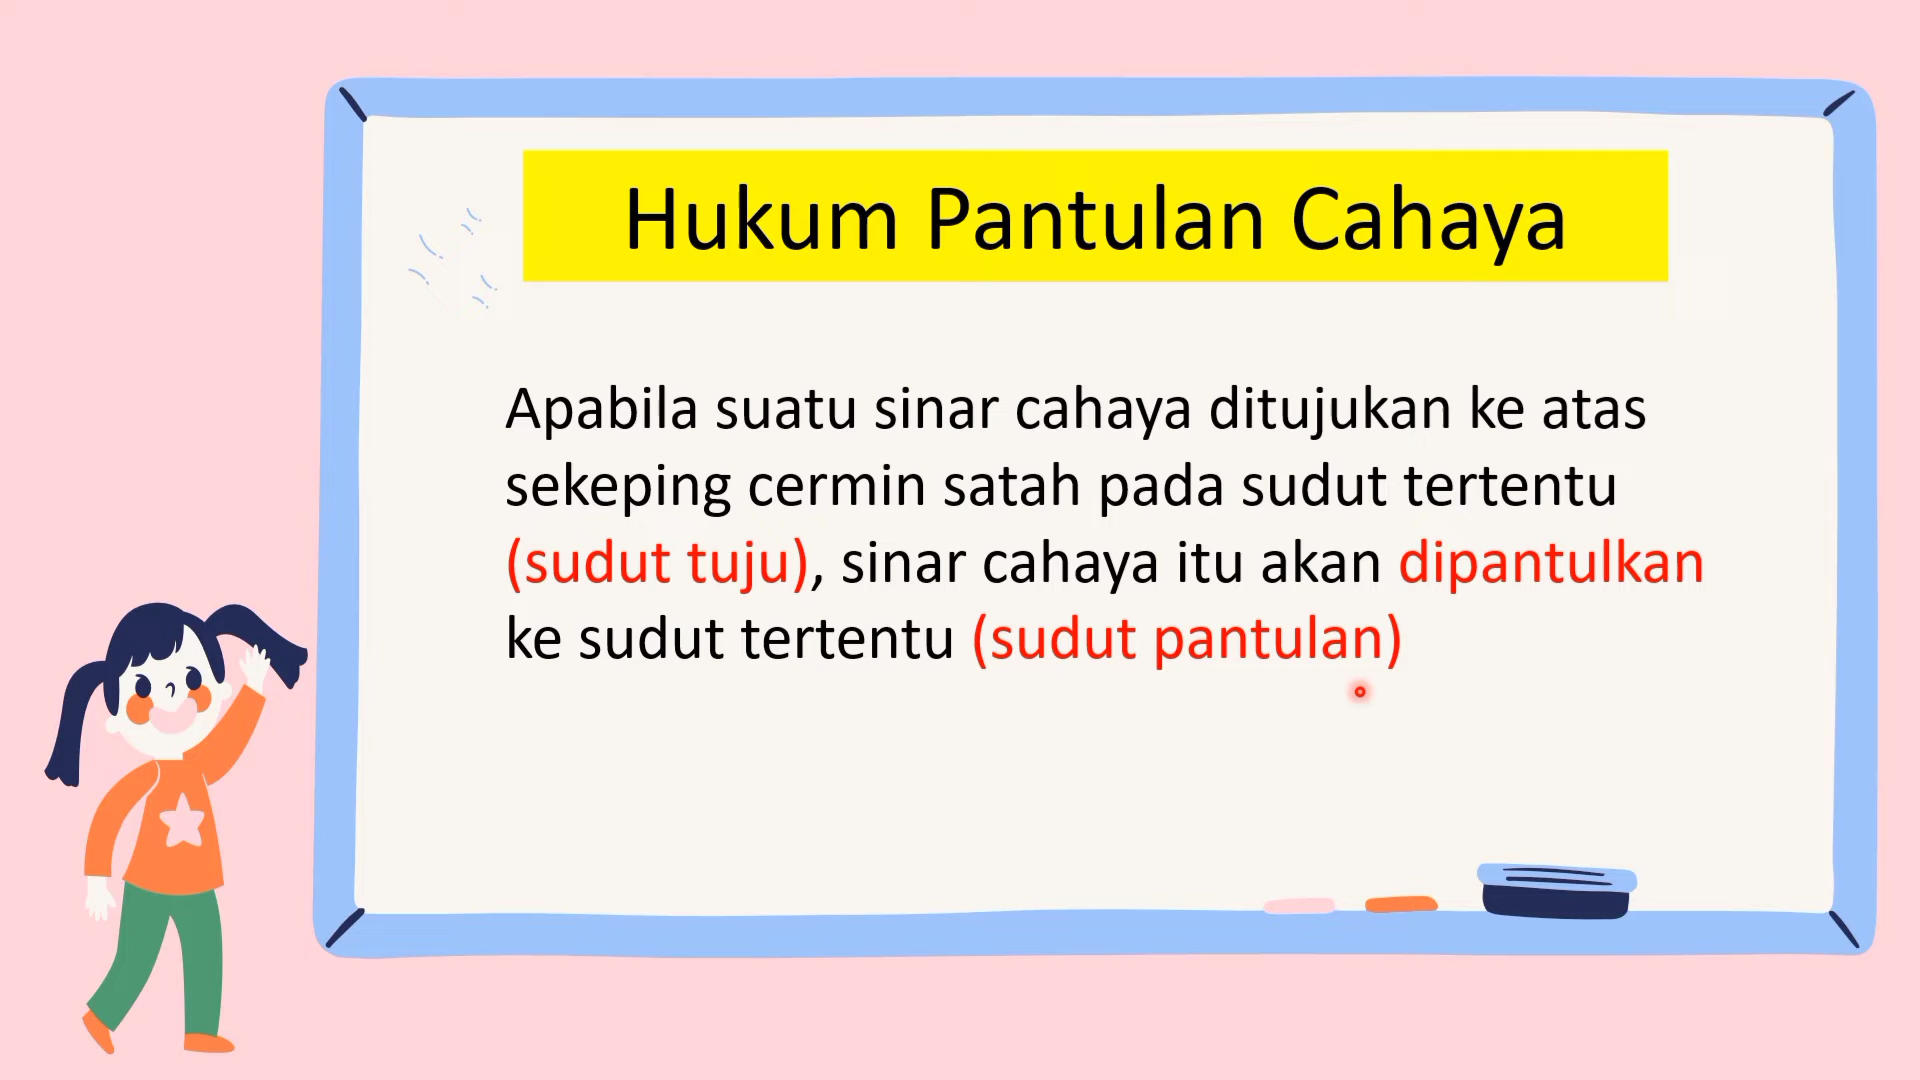 Hukum Pantulan Cahaya
Apabila suatu sinar cahaya ditujukan ke atas
sekeping cermin satah pada sudut tertentu
(sudut tuju), sinar cahaya itu akan dipantulkan
ke sudut tertentu (sudut pantulan)